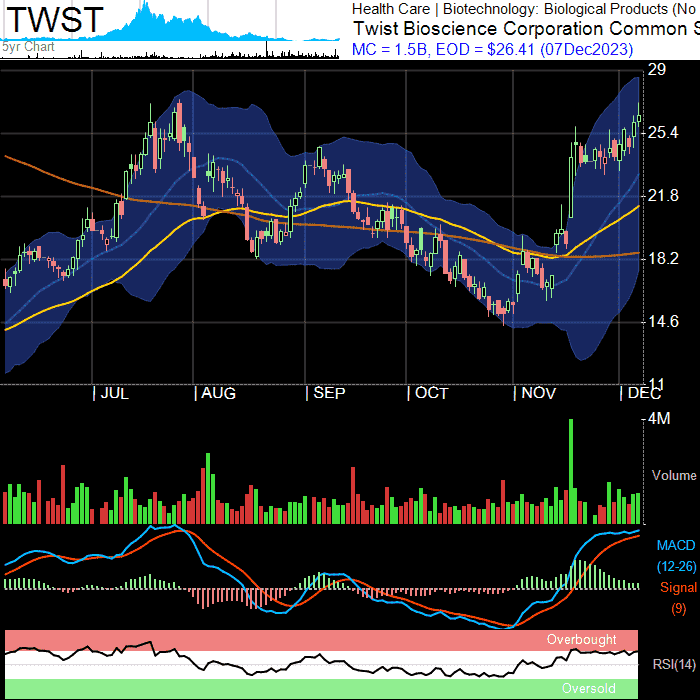 TWST
5yr Chart
Health Care | Biotechnology: Biological Products (No
Twist Bioscience Corporation Common S
MC = 1.5B, EOD = $26.41 (07Dec2023)
29
25.4
21.8
18.2
14.6
11
JUL
AUG
SEP
OCT
NOV
DEC
4M
Volume
MACD
(12-26)
Signal
(9)
Overbought
RSI(14)
Oversold